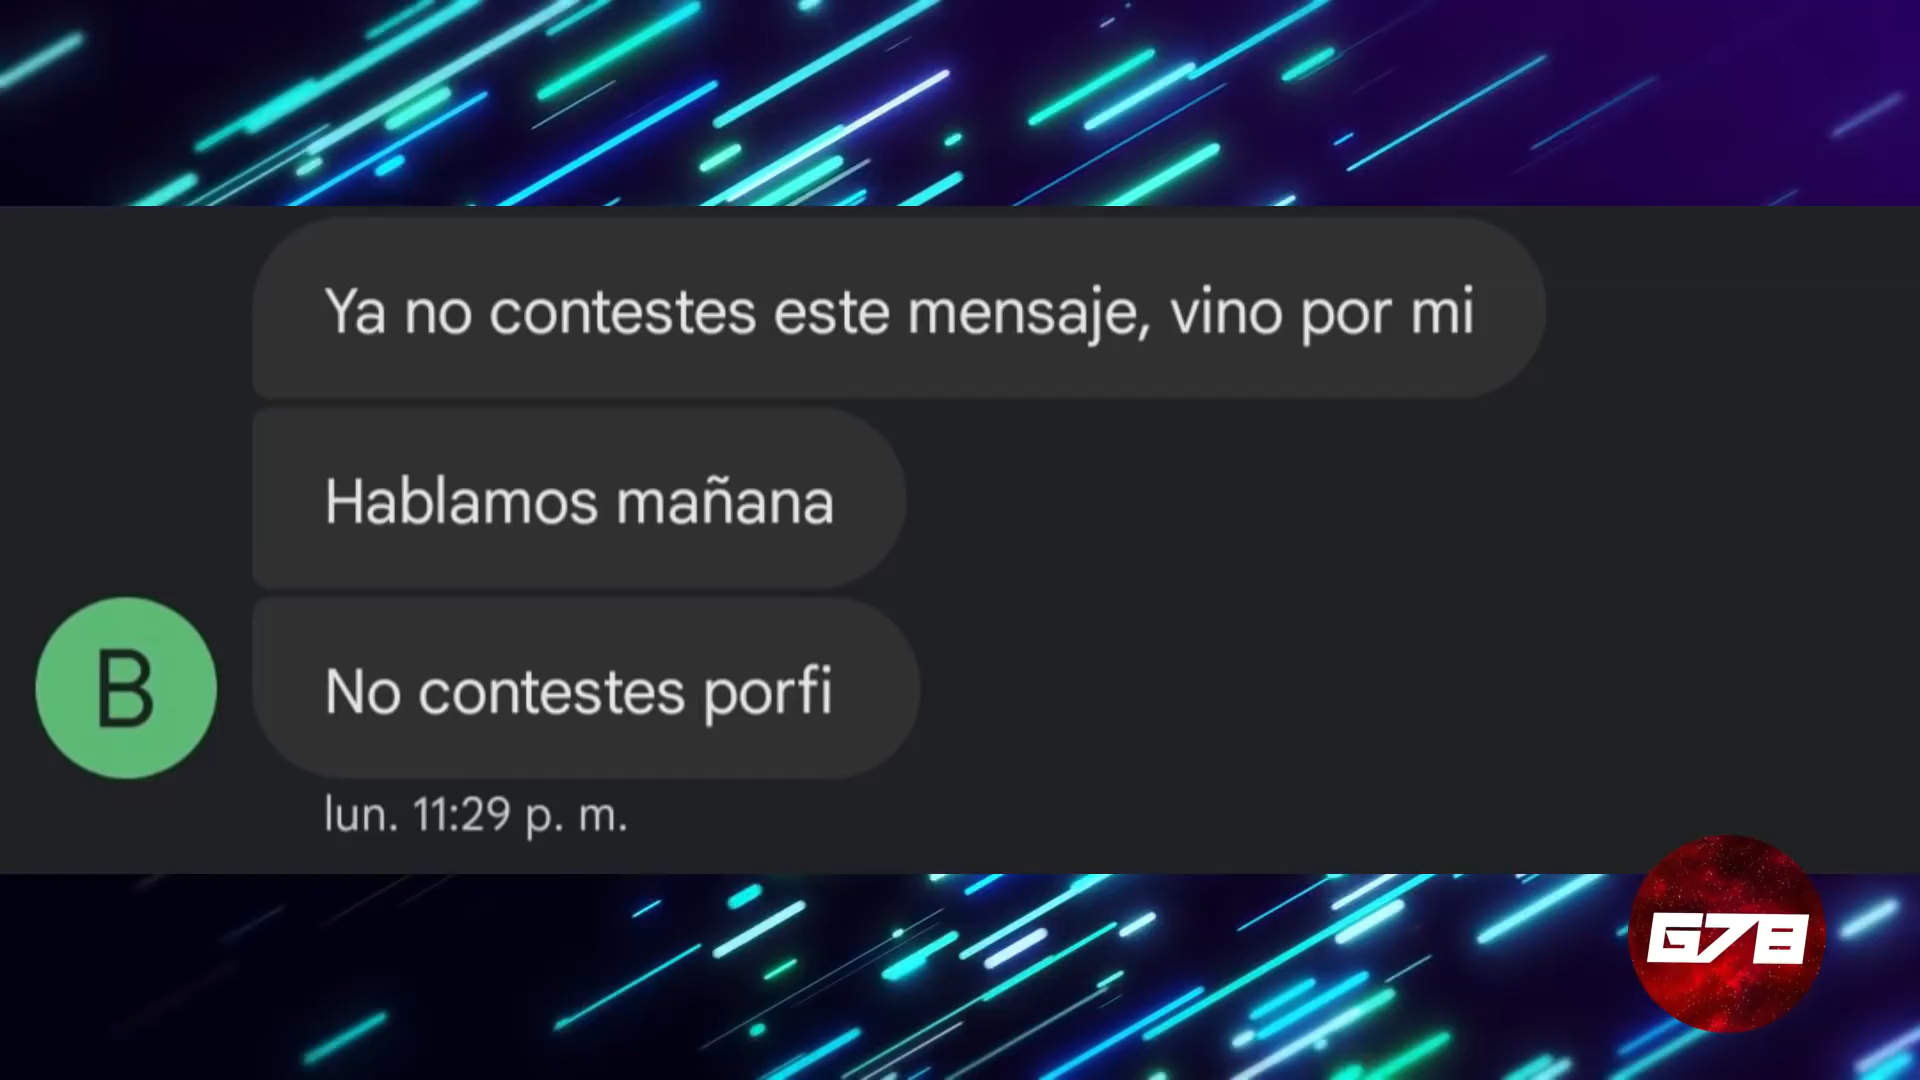 Ya no contestes este mensaje, vino por mi
Hablamos mañana
B
No contestes porfi
lun. 11:29 p. m.
G78